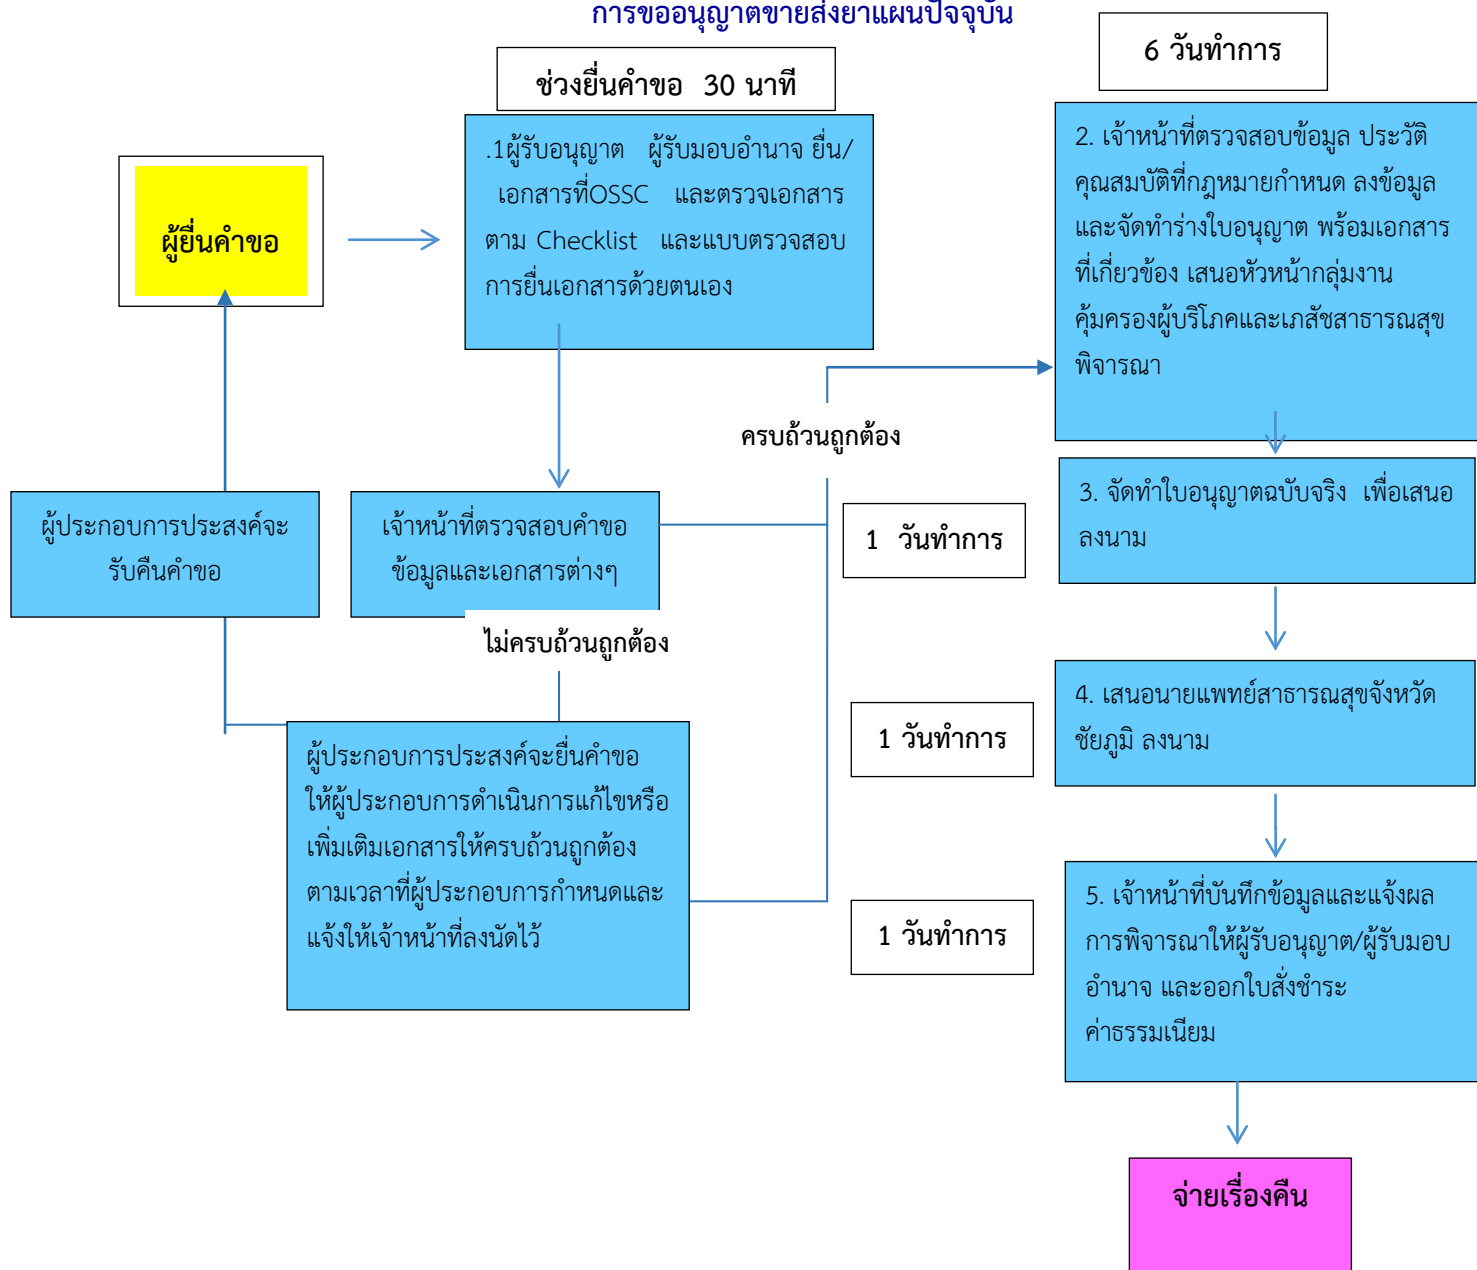 การขออนุญาตขายส่งยาแผนปัจจุบัน
6 วันทำการ
ช่วงยื่นคำขอ 30 นาที
ผู้ยื่นคำขอ
.1ผู้รับอนุญาต ผู้รับมอบอำนาจ ยื่น/
เอกสารที่OSSC และตรวจเอกสาร
ตาม Checklist และแบบตรวจสอบ
การยื่นเอกสารด้วยตนเอง
2. เจ้าหน้าที่ตรวจสอบข้อมูล ประวัติ
คุณสมบัติที่กฎหมายกำหนด ลงข้อมูล
และจัดทำร่างใบอนุญาต พร้อมเอกสาร
ที่เกี่ยวข้อง เสนอหัวหน้ากลุ่มงาน
คุ้มครองผู้บริโภคและเภสัชสาธารณสุข
พิจารณา
ครบถ้วนถูกต้อง
ผู้ประกอบการประสงค์จะ
รับคืนคำขอ
เจ้าหน้าที่ตรวจสอบคำขอ
ข้อมูลและเอกสารต่างๆ
1 วันทำการ
3. จัดทำใบอนุญาตฉบับจริง เพื่อเสนอ
ลงนาม
ไม่ครบถ้วนถูกต้อง
ผู้ประกอบการประสงค์จะยื่นคำขอ
ให้ผู้ประกอบการดำเนินการแก้ไขหรือ
เพิ่มเติมเอกสารให้ครบถ้วนถูกต้อง
ตามเวลาที่ผู้ประกอบการกำหนดและ
แจ้งให้เจ้าหน้าที่ลงนัดไว้
1 วันทำการ
4. เสนอนายแพทย์สาธารณสุขจังหวัด
ชัยภูมิ ลงนาม
1 วันทำการ
5. เจ้าหน้าที่บันทึกข้อมูลและแจ้งผล
การพิจารณาให้ผู้รับอนุญาต/ผู้รับมอบ
อำนาจ และออกใบสั่งชำระ
ค่าธรรมเนียม
จ่ายเรื่องคืน